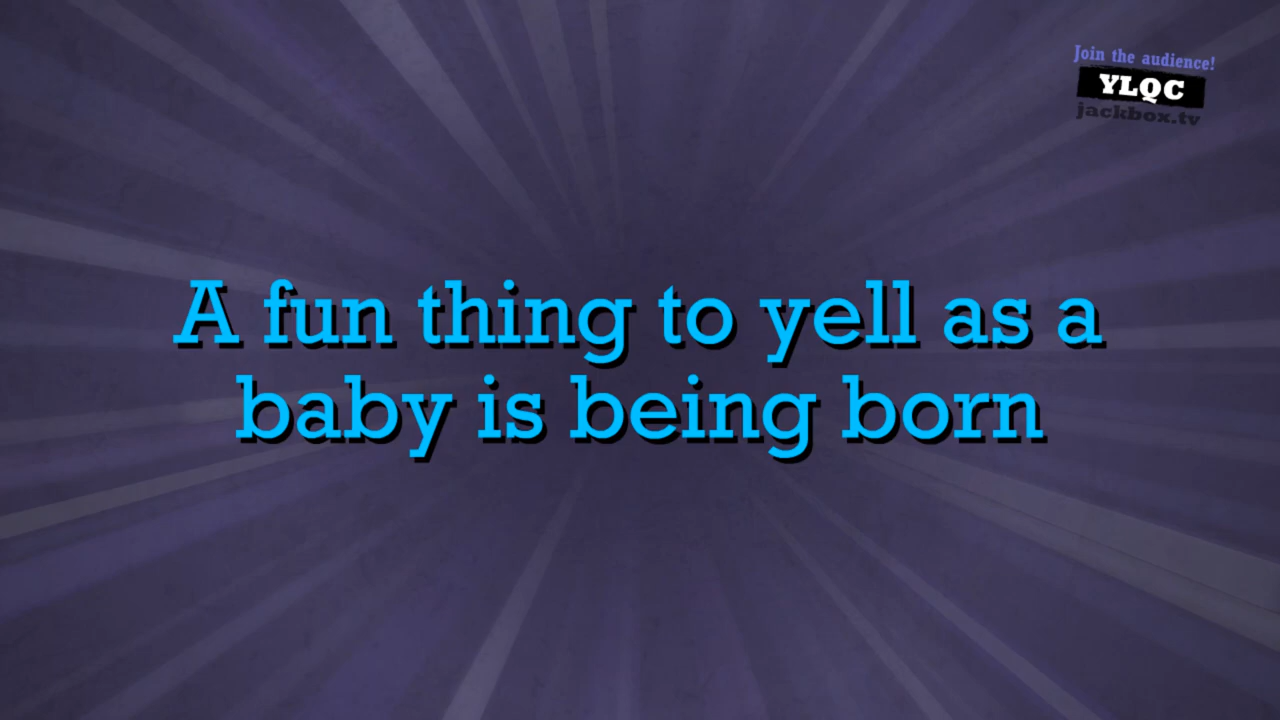 Join the audience!
YLQC
jackbox.tv
A fun thing to yell as a
baby is being born